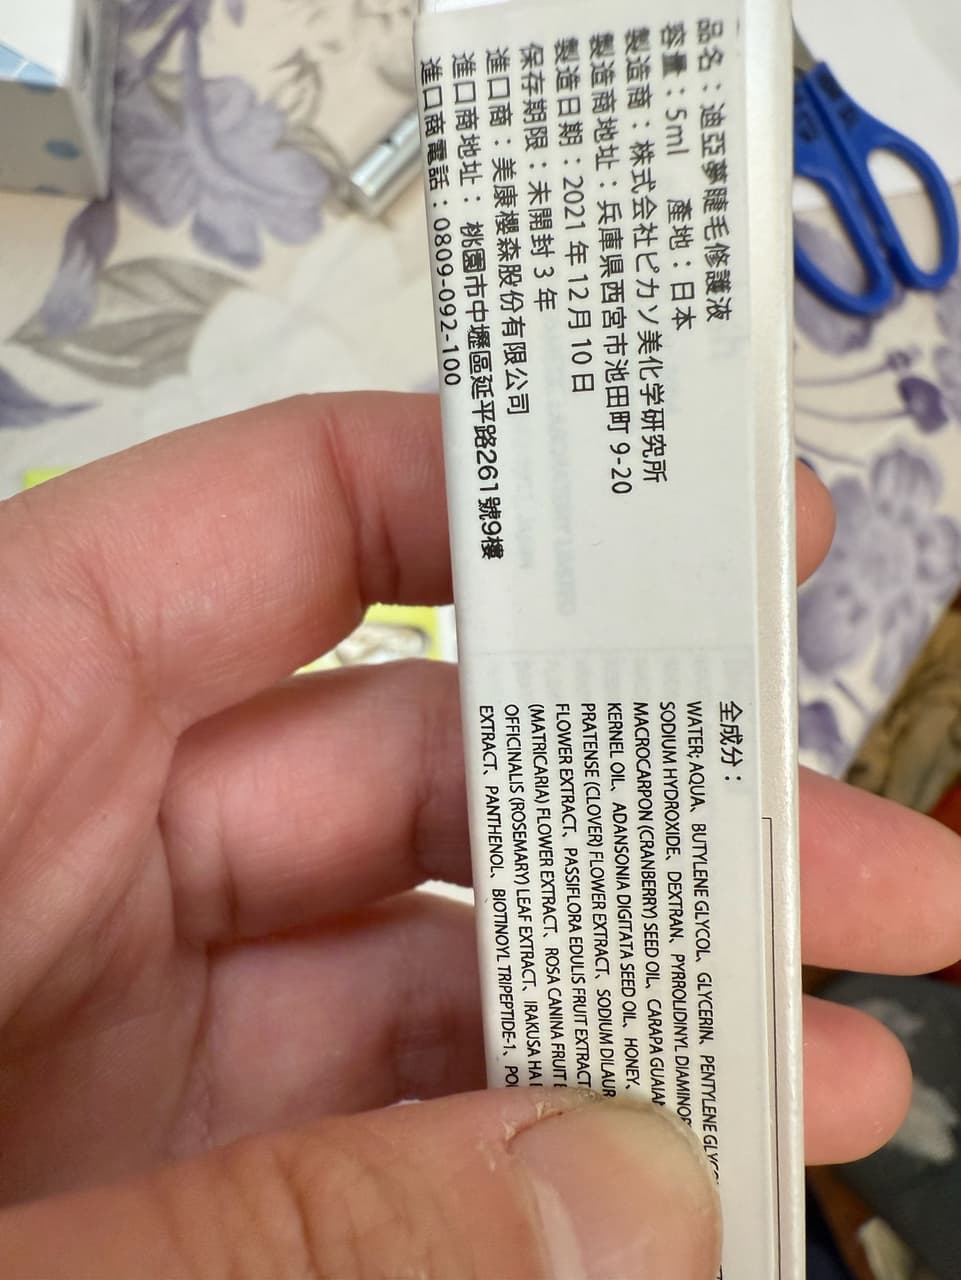 品名：迪亞夢睫毛修護液
容量：5ml 產地：日本
製造商：株式会社ピカソ美化学研究所
製造商地址：兵庫県西宮市池田町 9-20
製造日期：2021 年 12 月 10 日
保存期限：未開封 3 年
進口商：美康櫻森股份有限公司
進口商地址：桃園市中壢區延平路261號9樓
進口商電話：0809-092-100
全成分：
WATER; AQUA、BUTYLENE GLYCOL、GLYCERIN、PENTYLENE
SODIUM HYDROXIDE、DEXTRAN、PYRROLIDINYL
MACROCARPON (CRANBERRY) SEED OIL、CARAPA
KERNEL OIL、ADANSONIA DIGITATA SEED OIL、HONEY、
PRATENSE (CLOVER) FLOWER EXTRACT、SODIUM
FLOWER EXTRACT、PASSIFLORA EDULIS FRUIT EXTRACT
(MATRICARIA) FLOWER EXTRACT、ROSA CANINA FRUIT
OFFICINALIS (ROSEMARY) LEAF EXTRACT、IRAKUSA HA
EXTRACT、PANTHENOL、BIOTINOYL TRIPEPTIDE-1、